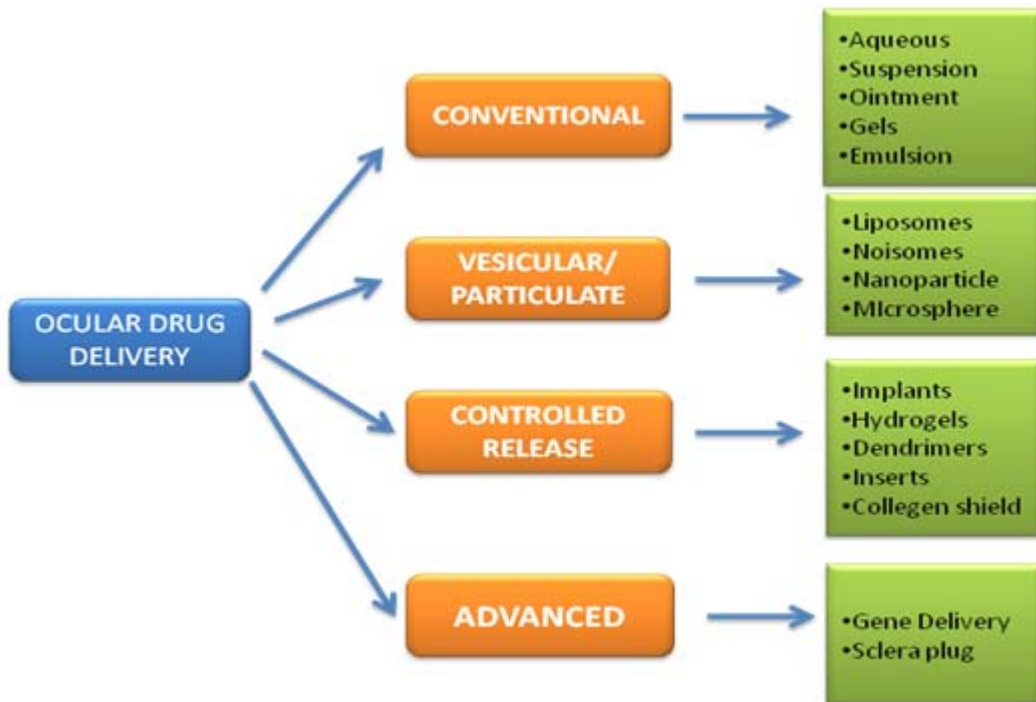 OCULAR DRUG
DELIVERY
CONVENTIONAL
•Aqueous
•Suspension
•Ointment
•Gels
•Emulsion
VESICULAR/
PARTICULATE
•Liposomes
•Noisomes
•Nanoparticle
•MIcrosphere
CONTROLLED
RELEASE
•Implants
•Hydrogels
•Dendrimers
•Inserts
•Collegen shield
ADVANCED
•Gene Delivery
•Sclera plug